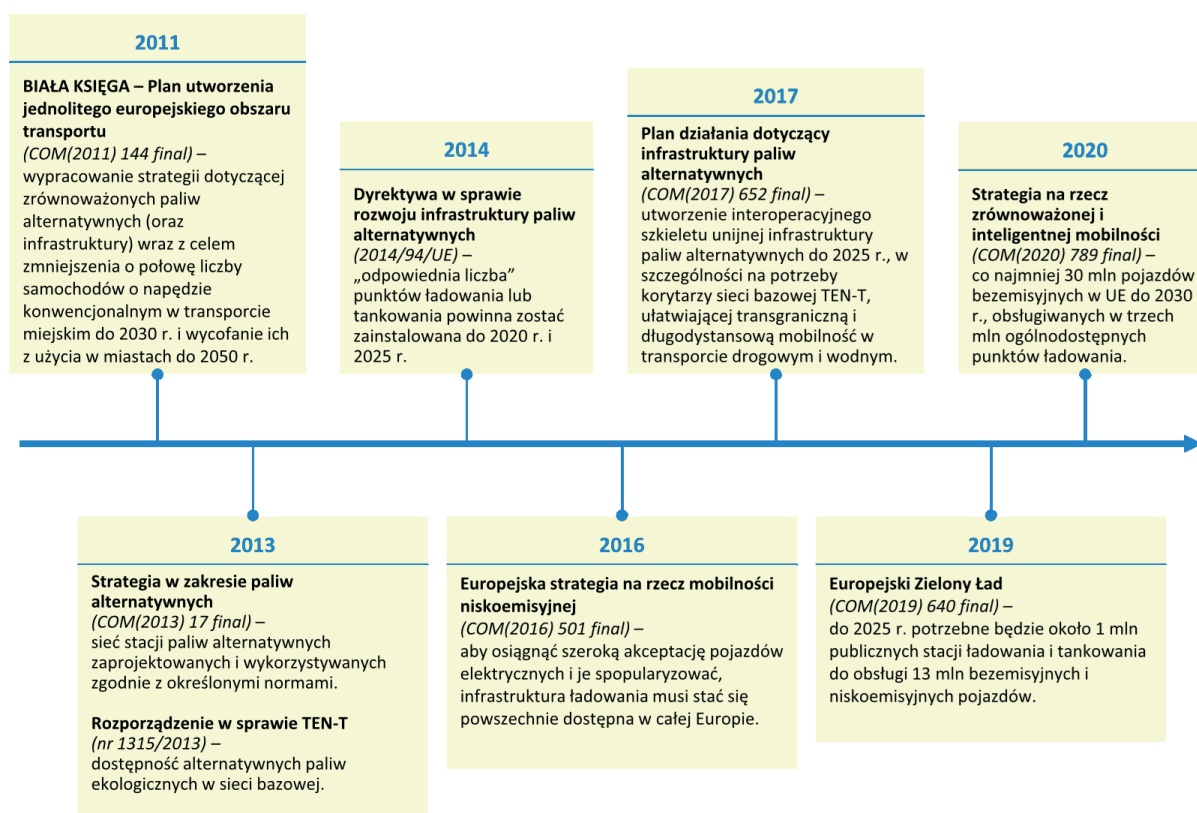 2011
BIAŁA KSIĘGA – Plan utworzenia
jednolitego europejskiego obszaru
transportu
(COM(2011) 144 final) –
wypracowanie strategii dotyczącej
zrównoważonych paliw
alternatywnych (oraz
infrastruktury) wraz z celem
zmniejszenia o połowę liczby
samochodów o napędzie
konwencjonalnym w transporcie
miejskim do 2030 r. i wycofanie ich
z użycia w miastach do 2050 r.
2014
Dyrektywa w sprawie
rozwoju infrastruktury paliw
alternatywnych
(2014/94/UE) –
„odpowiednia liczba”
punktów ładowania lub
tankowania powinna zostać
zainstalowana do 2020 r. i
2025 r.
2017
Plan działania dotyczący
infrastruktury paliw
alternatywnych
(COM(2017) 652 final) –
utworzenie interoperacyjnego
szkieletu unijnej infrastruktury
paliw alternatywnych do 2025 r., w
szczególności na potrzeby
korytarzy sieci bazowej TEN-T,
ułatwiającej transgraniczną i
długodystansową mobilność w
transporcie drogowym i wodnym.
2020
Strategia na rzecz
zrównoważonej i
inteligentnej mobilności
(COM(2020) 789 final) –
co najmniej 30 mln pojazdów
bezemisyjnych w UE do 2030
r., obsługiwanych w trzech
mln ogólnodostępnych
punktów ładowania.
2013
Strategia w zakresie paliw
alternatywnych
(COM(2013) 17 final) –
sieć stacji paliw alternatywnych
zaprojektowanych i wykorzystywanych
zgodnie z określonymi normami.
Rozporządzenie w sprawie TEN-T
(nr 1315/2013) –
dostępność alternatywnych paliw
ekologicznych w sieci bazowej.
2016
Europejska strategia na rzecz mobilności
niskoemisyjnej
(COM(2016) 501 final) –
aby osiągnąć szeroką akceptację pojazdów
elektrycznych i je spopularyzować,
infrastruktura ładowania musi stać się
powszechnie dostępna w całej Europie.
2019
Europejski Zielony Ład
(COM(2019) 640 final) –
do 2025 r. potrzebne będzie około 1 mln
publicznych stacji ładowania i tankowania
do obsługi 13 mln bezemisyjnych i
niskoemisyjnych pojazdów.